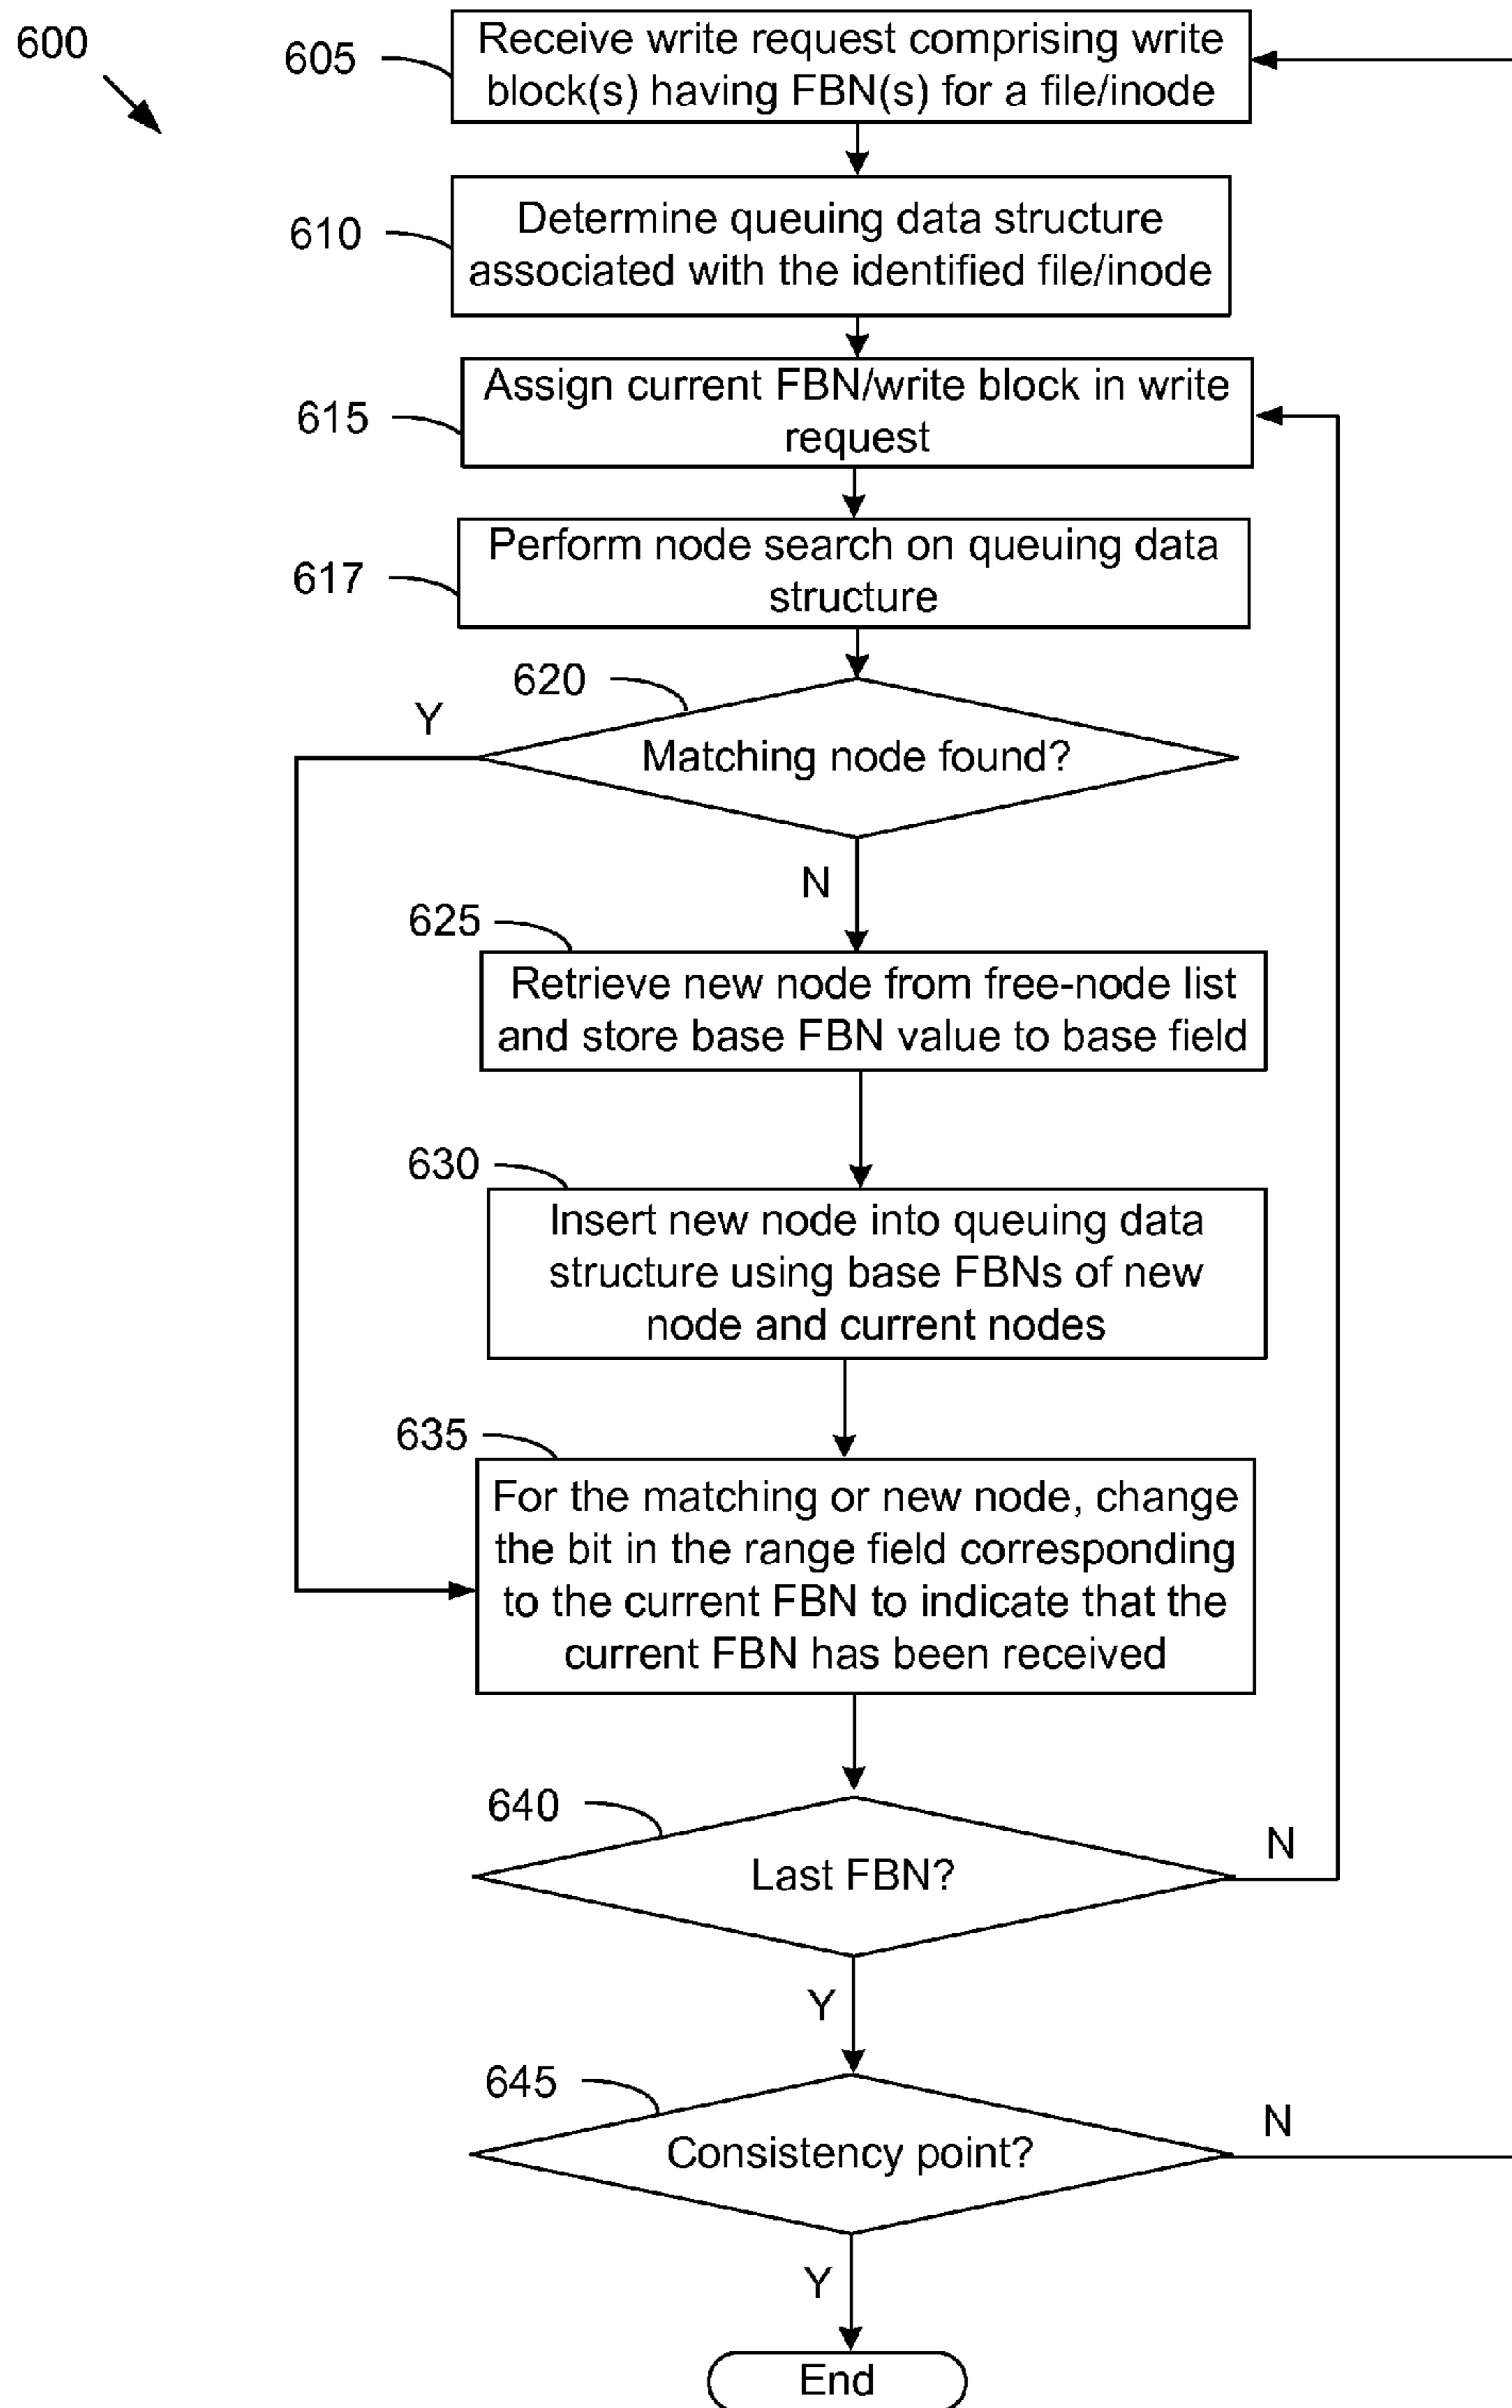 600
605
Receive write request comprising write
block(s) having FBN(s) for a file/inode
610
Determine queuing data structure
associated with the identified file/inode
615
Assign current FBN/write block in write
request
617
Perform node search on queuing data
structure
620
Y
Matching node found?
N
625
Retrieve new node from free-node list
and store base FBN value to base field
630
Insert new node into queuing data
structure using base FBNs of new
node and current nodes
635
For the matching or new node, change
the bit in the range field corresponding
to the current FBN to indicate that the
current FBN has been received
640
N
Last FBN?
Y
645
N
Consistency point?
Y
End